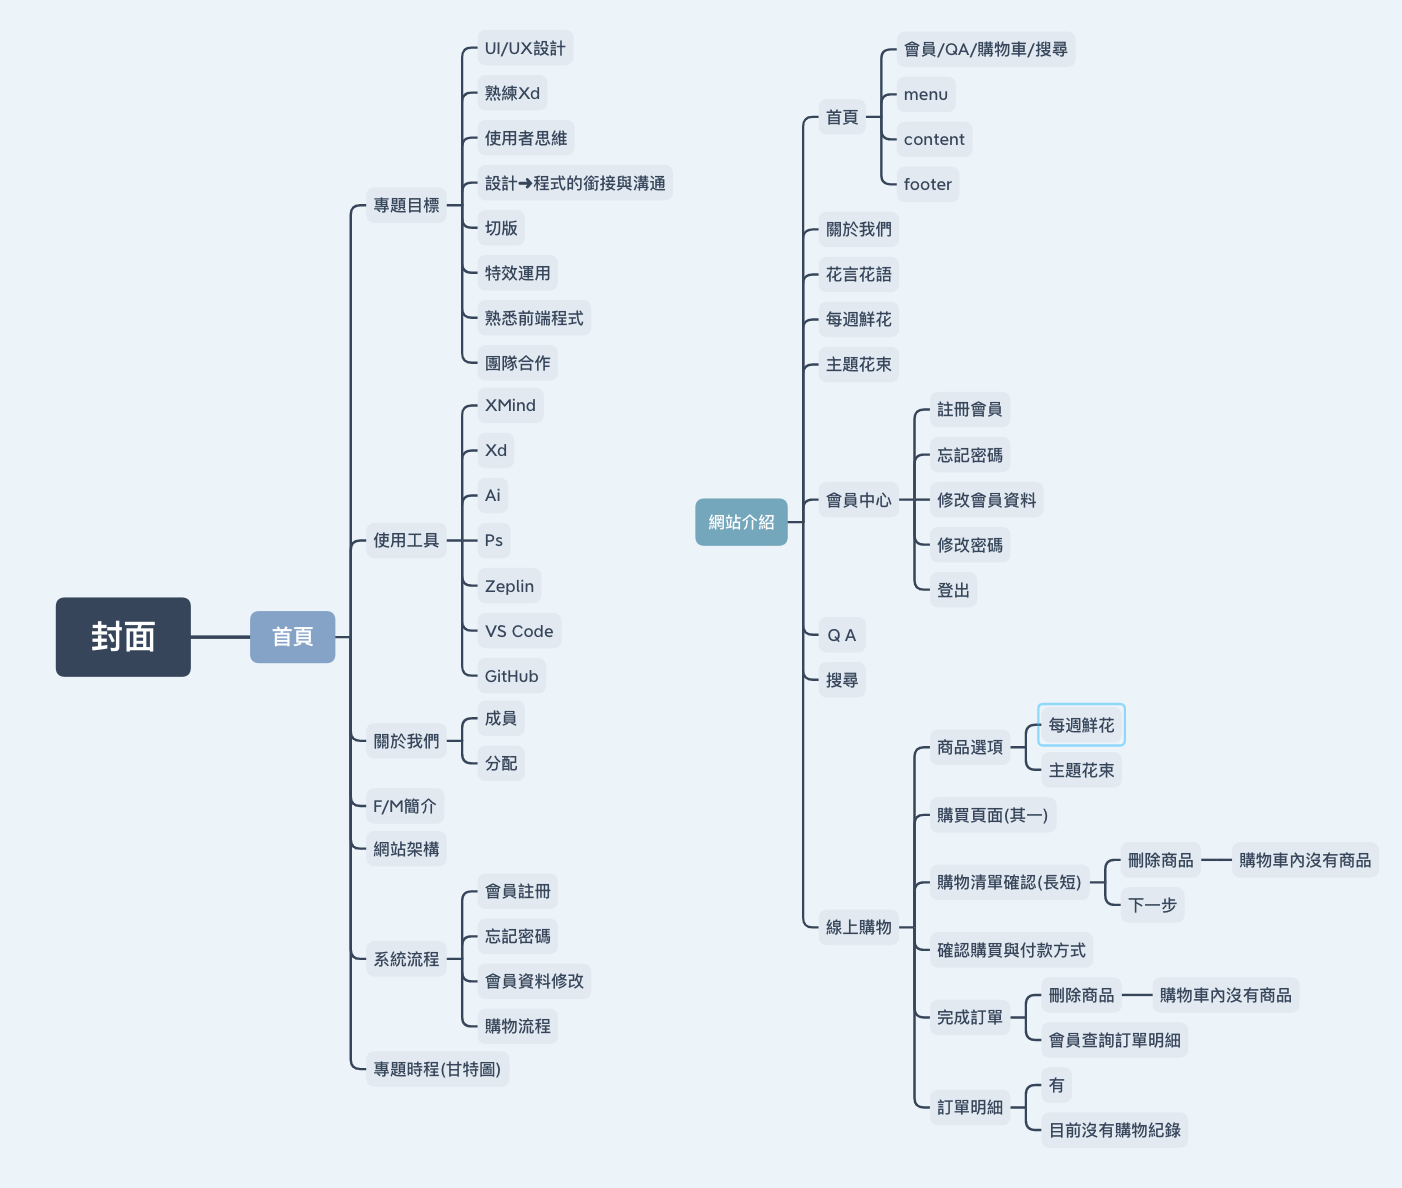 封面
首頁
專題目標
UI/UX設計
熟練Xd
使用者思維
設計➜程式的銜接與溝通
切版
特效運用
熟悉前端程式
團隊合作
使用工具
XMind
Xd
Ai
Ps
Zeplin
VS Code
GitHub
關於我們
成員
分配
F/M簡介
網站架構
系統流程
會員註冊
忘記密碼
會員資料修改
購物流程
專題時程(甘特圖)
網站介紹
首頁
會員/QA/購物車/搜尋
menu
content
footer
關於我們
花言花語
每週鮮花
主題花束
會員中心
註冊會員
忘記密碼
修改會員資料
修改密碼
登出
Q A
搜尋
線上購物
商品選項
每週鮮花
主題花束
購買頁面(其一)
購物清單確認(長短)
刪除商品
購物車內沒有商品
下一步
確認購買與付款方式
完成訂單
刪除商品
購物車內沒有商品
會員查詢訂單明細
訂單明細
有
目前沒有購物紀錄